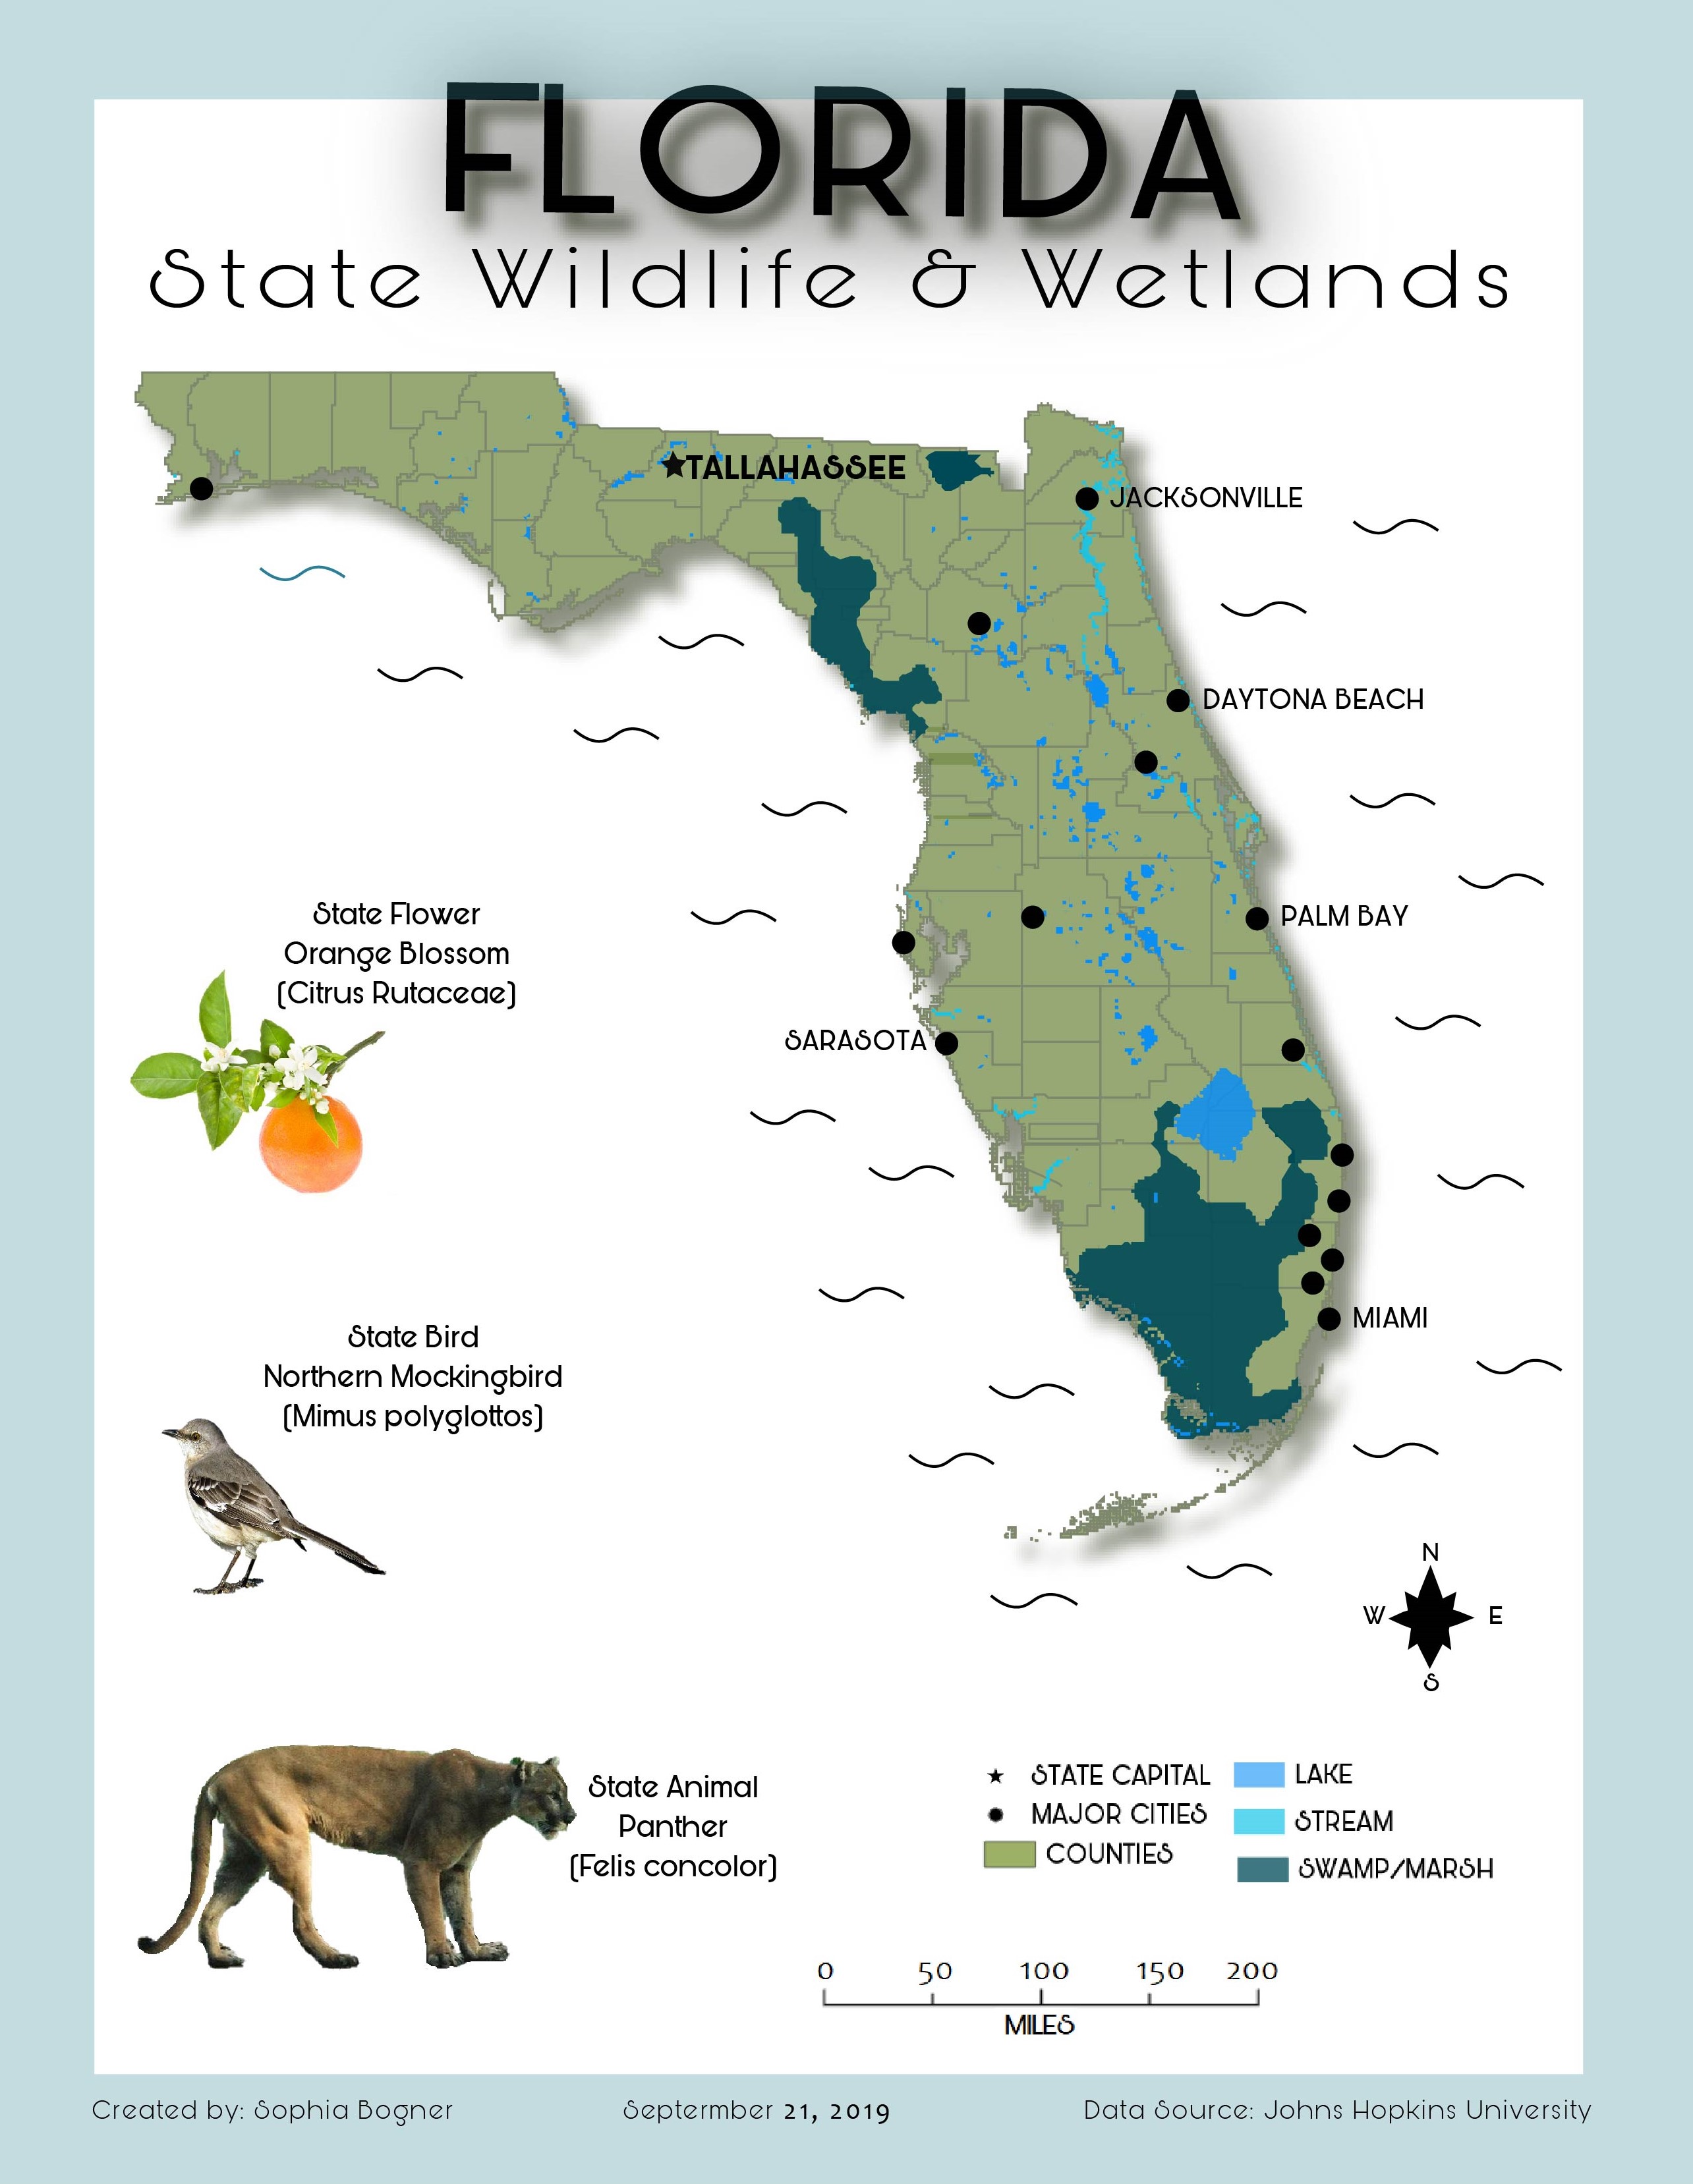 FLORIDA
State Wildlife & Wetlands
TALLAHASSEE
JACKSONVILLE
DAYTONA BEACH
PALM BAY
SARASOTA
MIAMI
State Flower
Orange Blossom
(Citrus Rutaceae)
State Bird
Northern Mockingbird
(Mimus polyglottos)
State Animal
Panther
(Felis concolor)
N
W E
S
STATE CAPITAL
MAJOR CITIES
COUNTIES
LAKE
STREAM
SWAMP/MARSH
0 50 100 150 200
MILES
Created by: Sophia Bogner
Septermber 21, 2019
Data Source: Johns Hopkins University